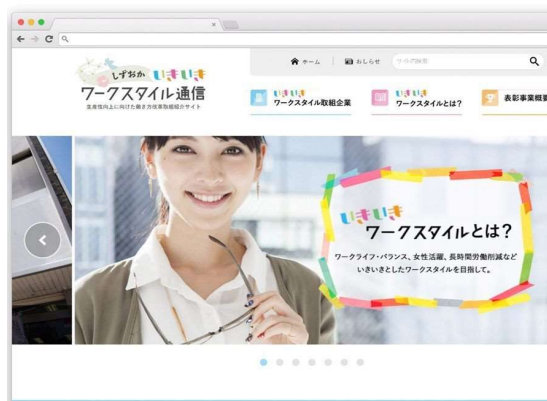 ホーム
おしらせ
サイト内検索
しずおか いきいき
ワークスタイル通信
生産性向上に向けた働き方改革取組紹介サイト
いきいき
ワークスタイル取組企業
いきいき
ワークスタイルとは?
表彰事業概要
いきいき
ワークスタイルとは?
ワークライフ・バランス、女性活躍、長時間労働削減など
いきいきとしたワークスタイルを目指して。